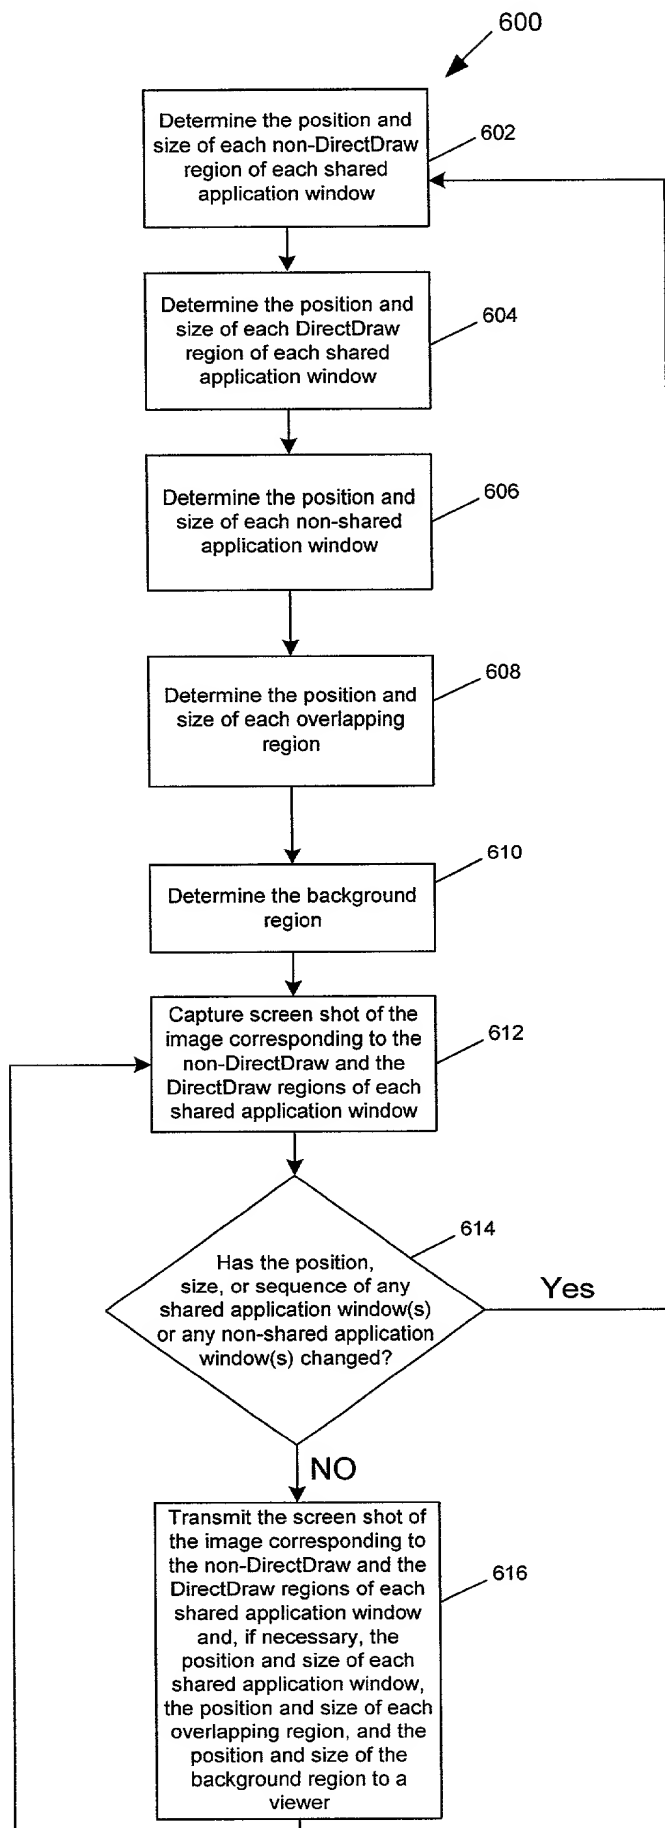 600
Determine the position and
size of each non-DirectDraw
region of each shared
application window
602
Determine the position and
size of each DirectDraw
region of each shared
application window
604
Determine the position and
size of each non-shared
application window
606
Determine the position and
size of each overlapping
region
608
Determine the background
region
610
Capture screen shot of the
image corresponding to the
non-DirectDraw and the
DirectDraw regions of each
shared application window
612
Has the position,
size, or sequence of any
shared application window(s)
or any non-shared application
window(s) changed?
614
Yes
NO
Transmit the screen shot of
the image corresponding to
the non-DirectDraw and the
DirectDraw regions of each
shared application window
and, if necessary, the
position and size of each
shared application window,
the position and size of each
overlapping region, and the
position and size of the
background region to a
viewer
616